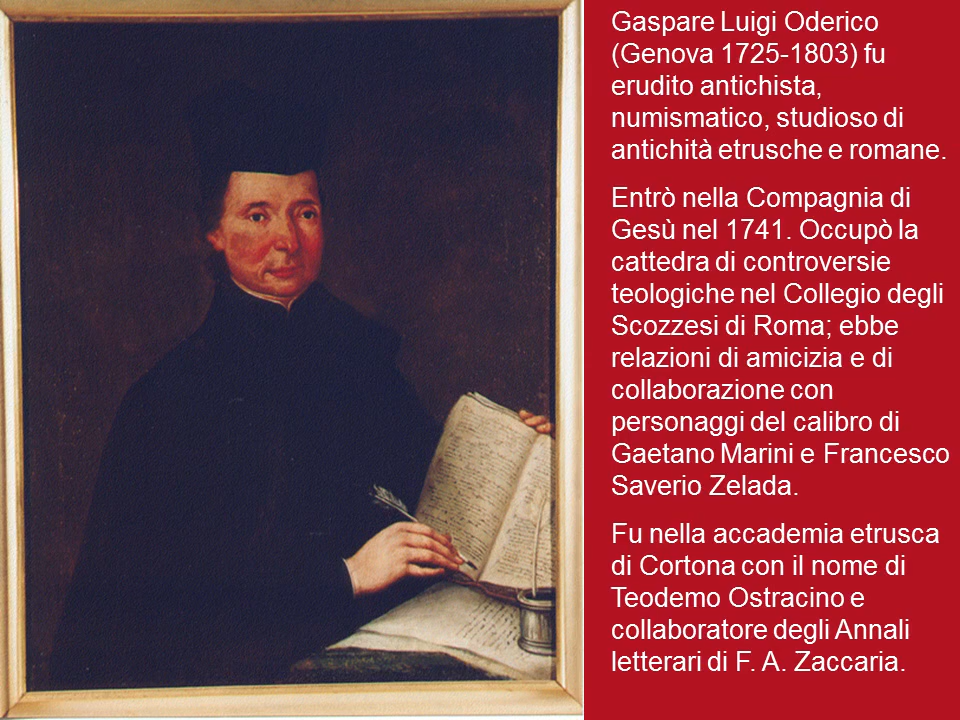 Gaspare Luigi Oderico
(Genova 1725-1803) fu
erudito antichista,
numismatico, studioso di
antichità etrusche e romane.
Entrò nella Compagnia di
Gesù nel 1741. Occupò la
cattedra di controversie
teologiche nel Collegio degli
Scozzesi di Roma; ebbe
relazioni di amicizia e di
collaborazione con
personaggi del calibro di
Gaetano Marini e Francesco
Saverio Zelada.
Fu nella accademia etrusca
di Cortona con il nome di
Teodemo Ostracino e
collaboratore degli Annali
letterari di F. A. Zaccaria.